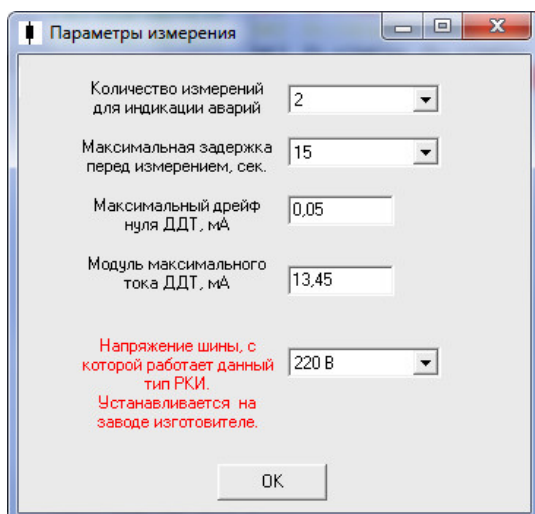 Параметры измерения
Количество измерений
для индикации аварий
2
Максимальная задержка
перед измерением, сек.
15
Максимальный дрейф
нуля ДДТ, мА
0,05
Модуль максимального
тока ДДТ, мА
13,45
Напряжение шины, с
которой работает данный
тип РКИ.
Устанавливается на
заводе изготовителе.
220 В
OK